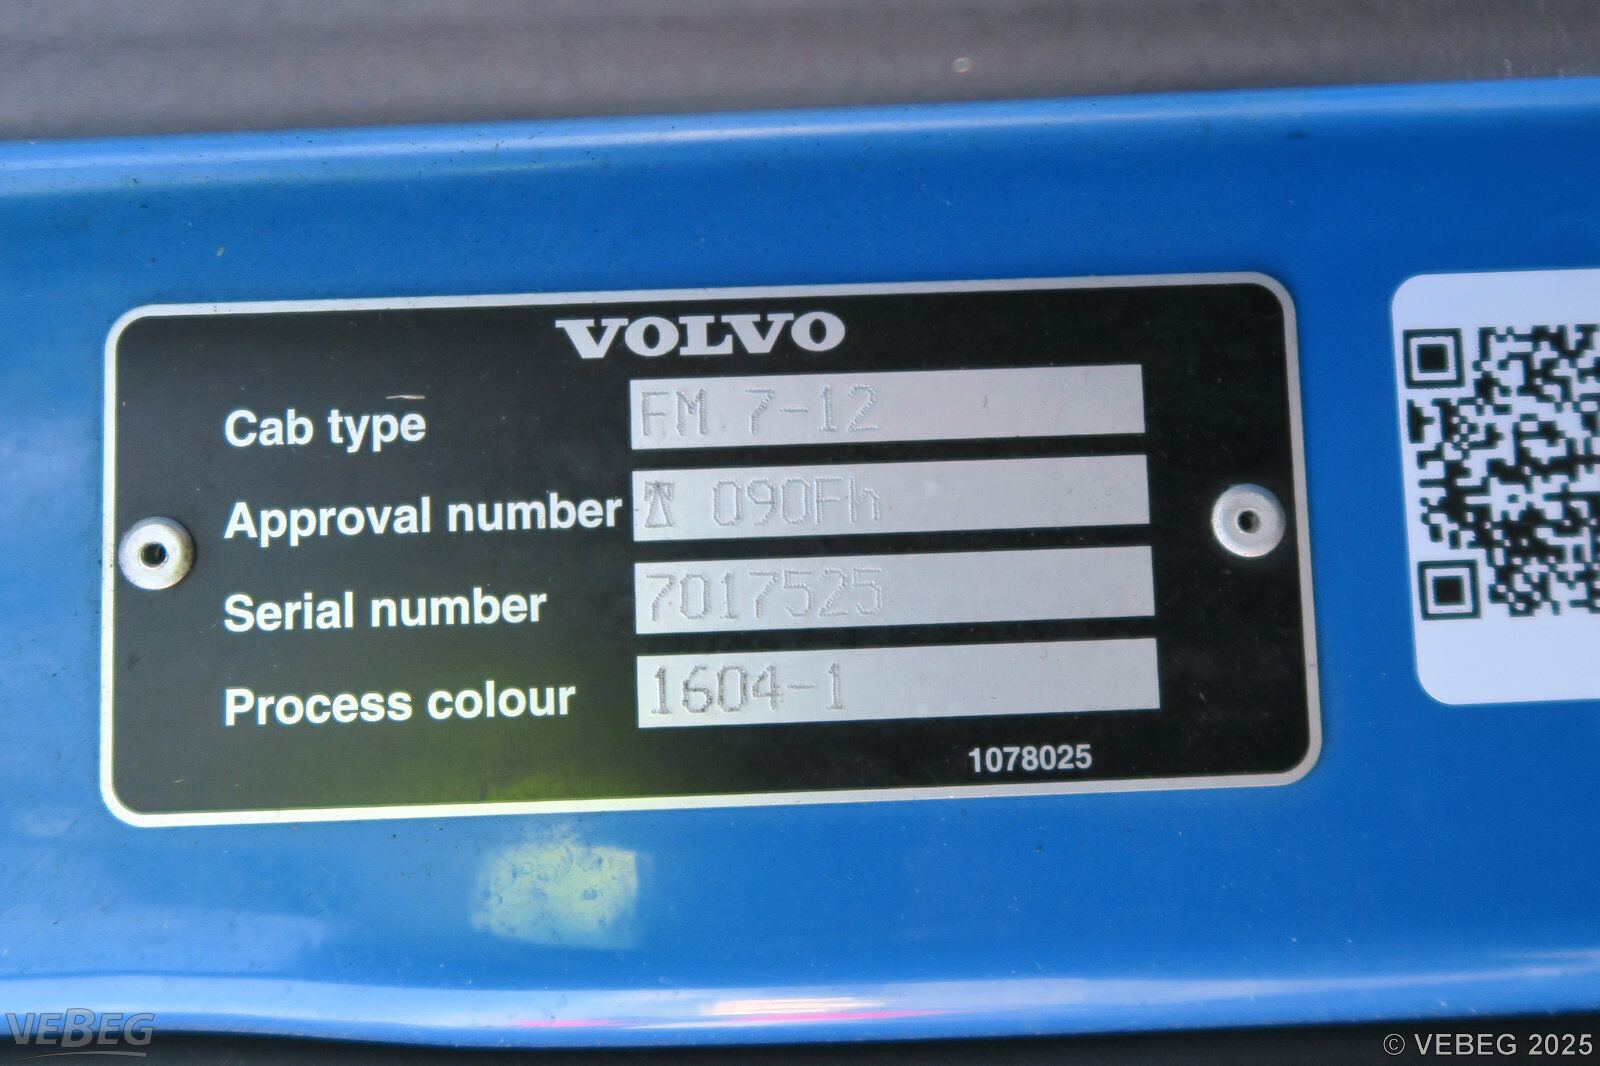 VOLVO
Cab type FM 7-12
Approval number 090Fh
Serial number 7017525
Process colour 1604-1
1078025
VEBEG
© VEBEG 2025